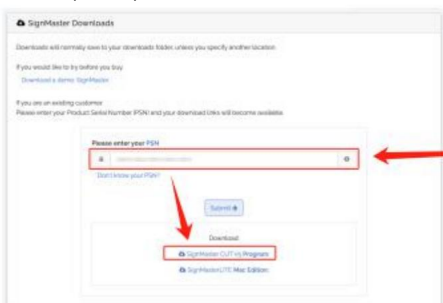 SignMaster Downloads
Downloads will normally save to your downloads folder, unless you specify another location.
If you would like to try before you buy
Download a demo: SignMaster
If you are an existing customer
Please enter your Product Serial Number (PSN) and your download links will become available.
Please enter your PSN
Don't know your PSN?
Submit
Download
SignMaster CUT v5 Program
SignMasterLITE Mac Edition